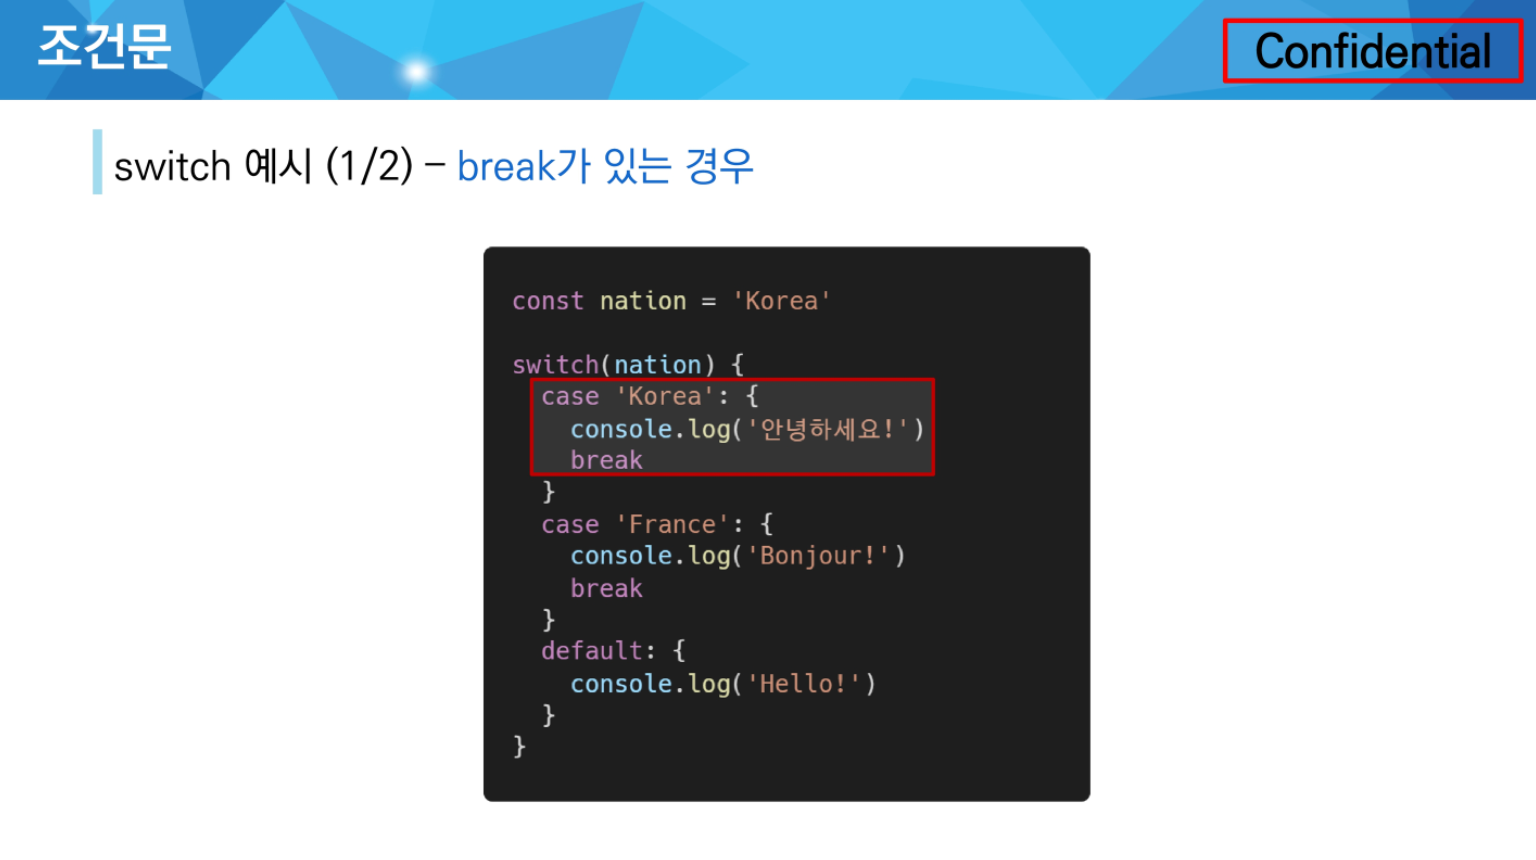 조건문
Confidential
switch 예시 (1/2) – break가 있는 경우
const nation = 'Korea'
switch(nation) {
  case 'Korea': {
    console.log('안녕하세요!')
    break
  }
  case 'France': {
    console.log('Bonjour!')
    break
  }
  default: {
    console.log('Hello!')
  }
}